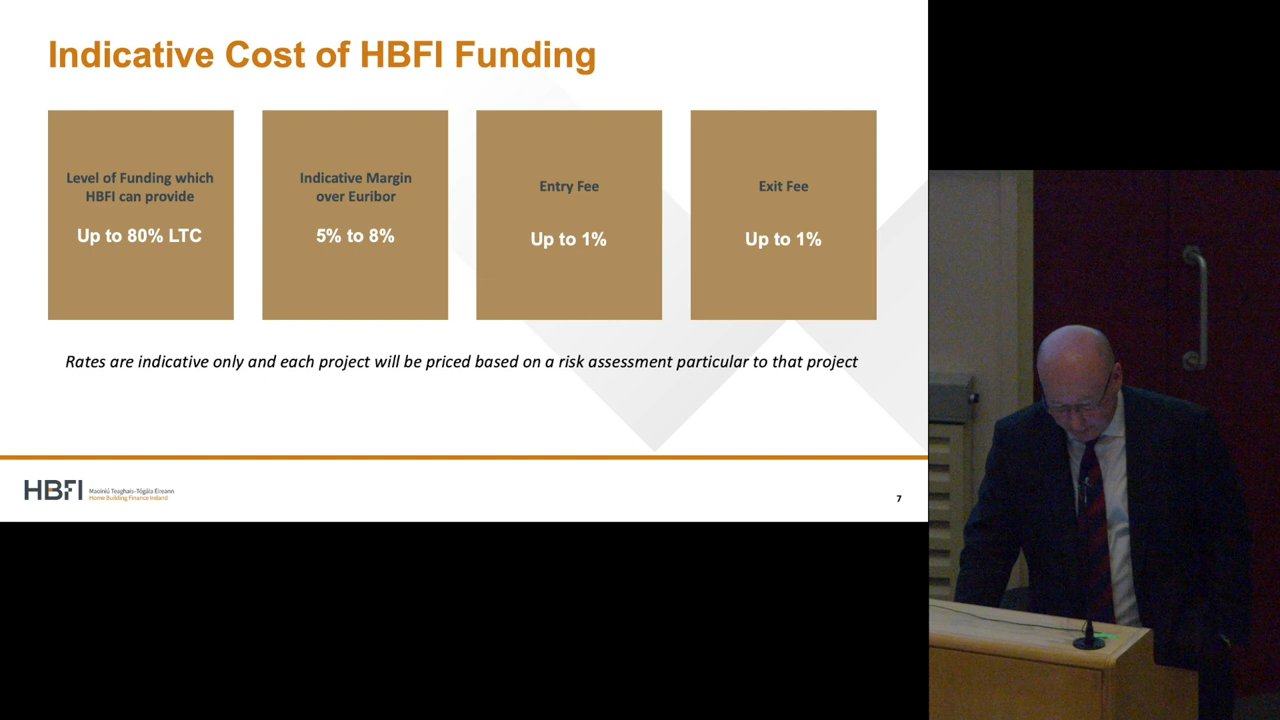 Indicative Cost of HBFI Funding
Level of Funding which
HBFI can provide
Up to 80% LTC
Indicative Margin
over Euribor
5% to 8%
Entry Fee
Up to 1%
Exit Fee
Up to 1%
Rates are indicative only and each project will be priced based on a risk assessment particular to that project
HBFI
Maoiniú Teaghais-Tógála Éireann
Home Building Finance Ireland
7